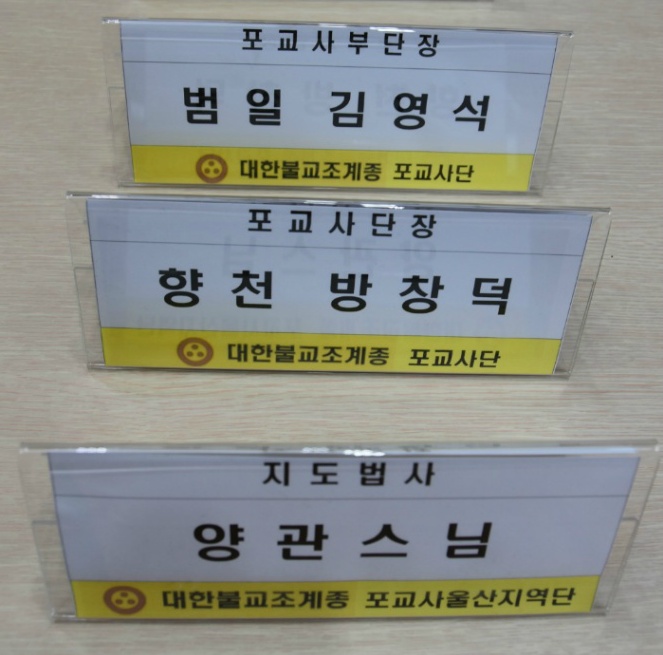 포교사부단장
범일 김영석
대한불교조계종 포교사단
포교사단장
향천 방창덕
대한불교조계종 포교사단
지도법사
양관스님
대한불교조계종 포교사울산지역단